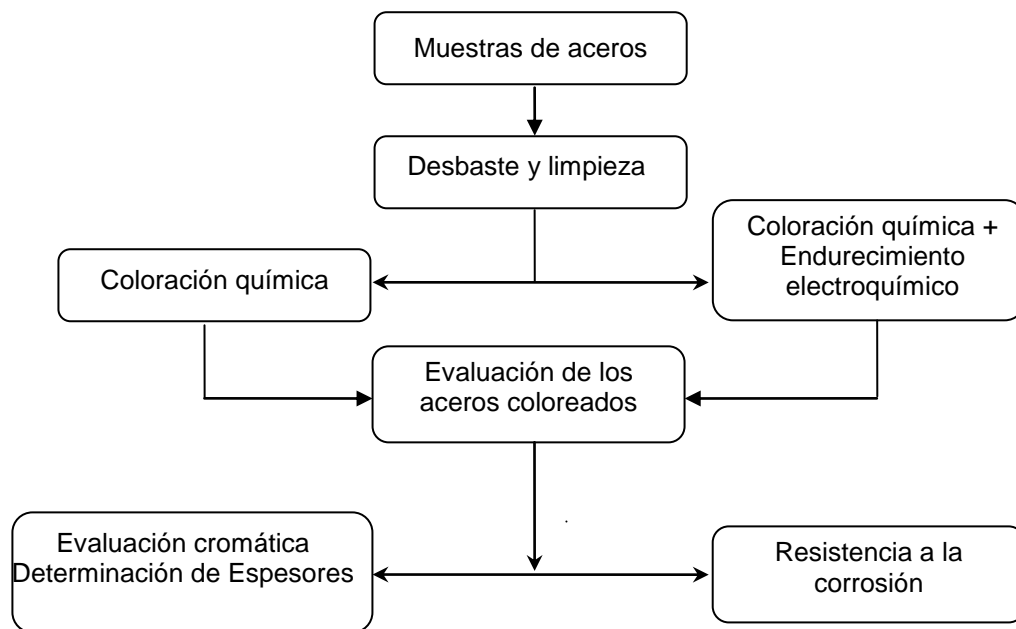 Muestras de aceros
Desbaste y limpieza
Coloración química
Coloración química +
Endurecimiento
electroquímico
Evaluación de los
aceros coloreados
Evaluación cromática
Determinación de Espesores
Resistencia a la
corrosión